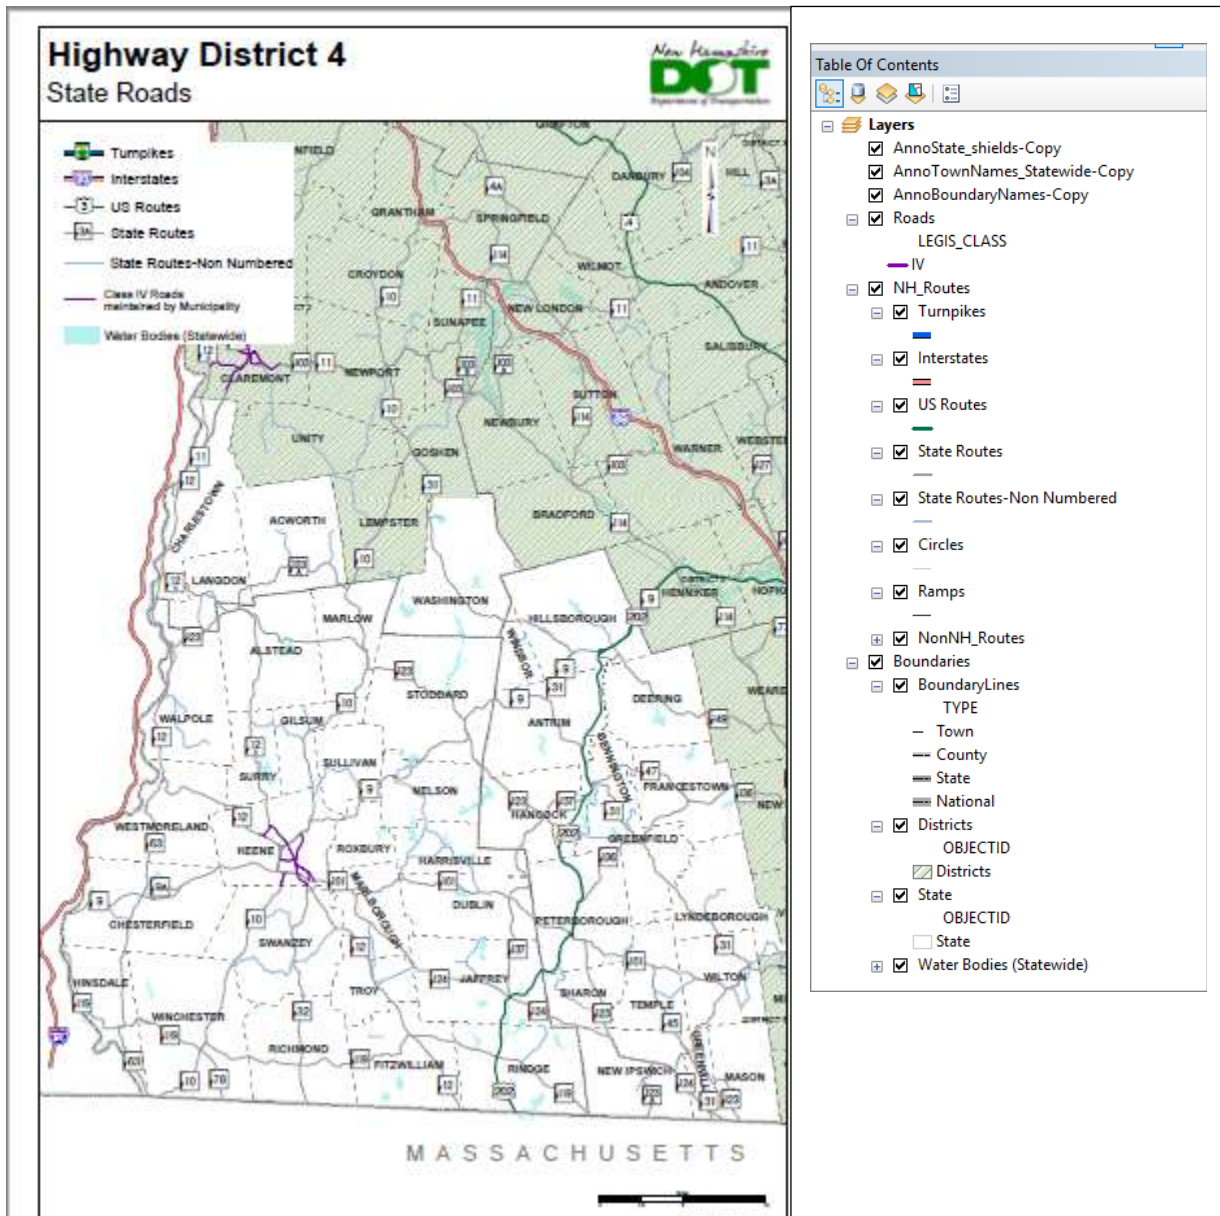 Highway District 4
State Roads
New Hampshire
DOT
Department of Transportation
Turnpikes
Interstates
US Routes
State Routes
State Routes-Non Numbered
Class IV Roads
maintained by Municipality
Water Bodies (Statewide)
N
DANBURY
HILL
GRANTHAM
SPRINGFIELD
WILMOT
CROYDON
ANDOVER
NEW LONDON
SUNAPEE
SALISBURY
CLAREMONT
NEWPORT
SUTTON
NEWBURY
UNITY
WARNER
GOSHEN
CHARLESTOWN
ACWORTH
LEMPSTER
BRADFORD
LANGDON
HENNIKER
WASHINGTON
MARLOW
WINDSOR
HILLSBOROUGH
ALSTEAD
STODDARD
DEERING
WALPOLE
GILSUM
ANTRIM
SULLIVAN
BENNINGTON
SURRY
NELSON
FRANCESTOWN
WESTMORELAND
HANCOCK
KEENE
ROXBURY
GREENFIELD
HARRISVILLE
MARLBOROUGH
DUBLIN
CHESTERFIELD
PETERBOROUGH
LYNDEBOROUGH
SWANZEY
HINSDALE
JAFFREY
WILTON
TROY
SHARON
TEMPLE
WINCHESTER
RICHMOND
FITZWILLIAM
RINDGE
NEW IPSWICH
GREENVILLE
MASON
MASSACHUSETTS
Table Of Contents
Layers
AnnoState_shields-Copy
AnnoTownNames_Statewide-Copy
AnnoBoundaryNames-Copy
Roads
LEGIS_CLASS
IV
NH_Routes
Turnpikes
Interstates
US Routes
State Routes
State Routes-Non Numbered
Circles
Ramps
NonNH_Routes
Boundaries
BoundaryLines
TYPE
Town
County
State
National
Districts
OBJECTID
Districts
State
OBJECTID
State
Water Bodies (Statewide)